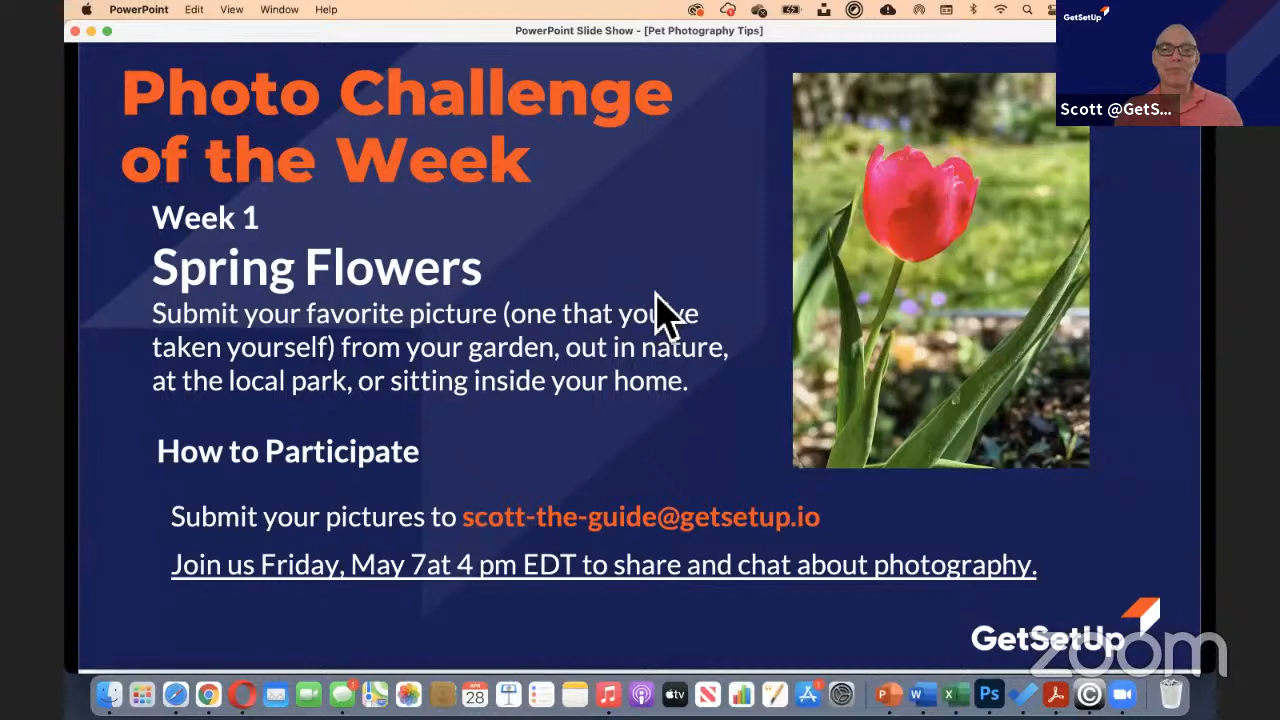 PowerPoint Edit View Window Help
PowerPoint Slide Show - [Pet Photography Tips]
GetSetUp
Scott @GetS...
Photo Challenge
of the Week
Week 1
Spring Flowers
Submit your favorite picture (one that you've
taken yourself) from your garden, out in nature,
at the local park, or sitting inside your home.
How to Participate
Submit your pictures to scott-the-guide@getsetup.io
Join us Friday, May 7at 4 pm EDT to share and chat about photography.
GetSetUp
zoom
APR
28
tv
W
X
Ps